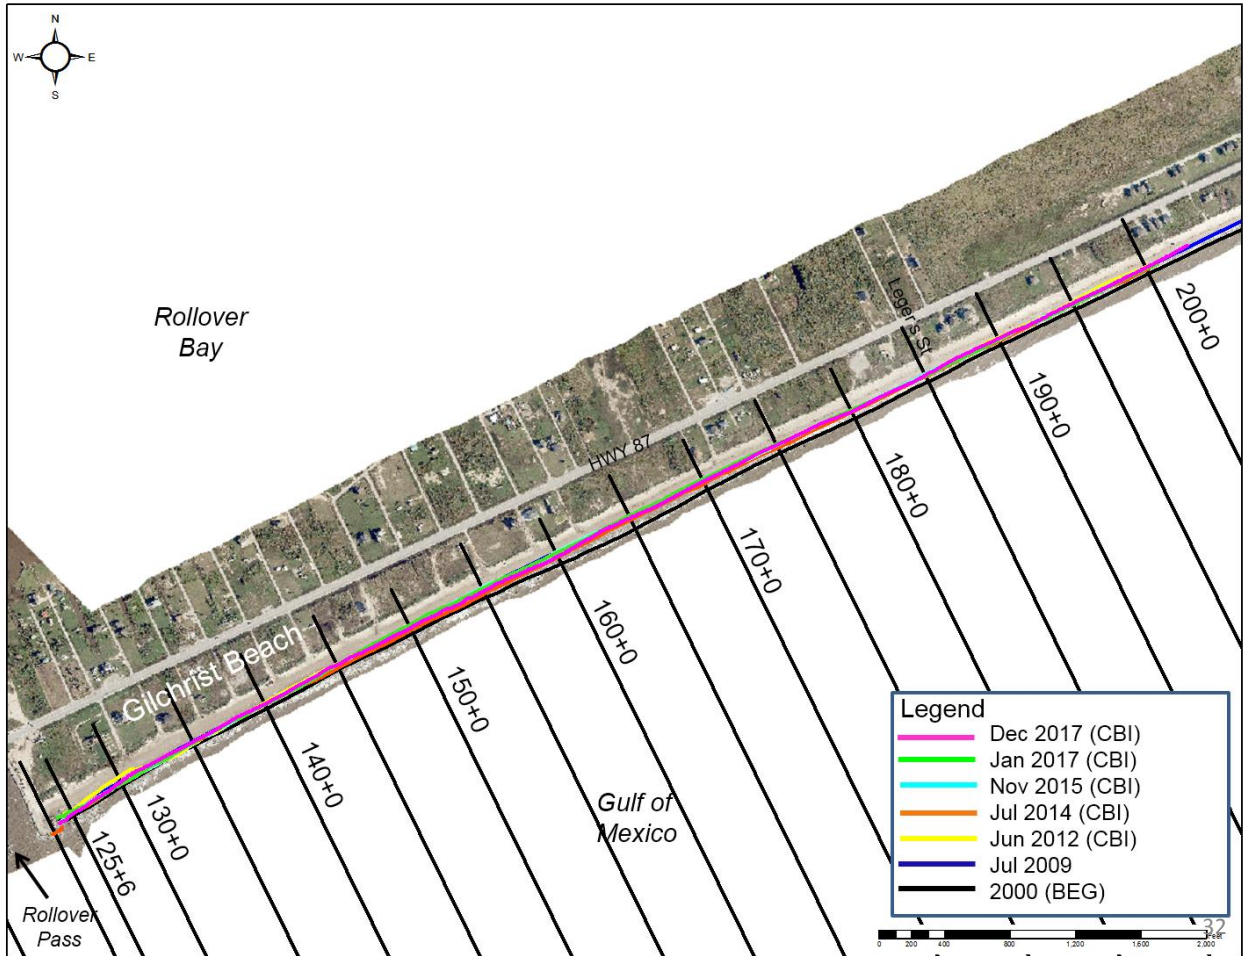 N
W E
S
Rollover
Bay
Leger s St
200+0
190+0
HWY 87
180+0
170+0
160+0
Gilchrist Beach
150+0
140+0
130+0
125+6
Gulf of
Mexico
Rollover
Pass
Legend
Dec 2017 (CBI)
Jan 2017 (CBI)
Nov 2015 (CBI)
Jul 2014 (CBI)
Jun 2012 (CBI)
Jul 2009
2000 (BEG)
32
0 200 400 800 1,200 1,600 2,000
Feet